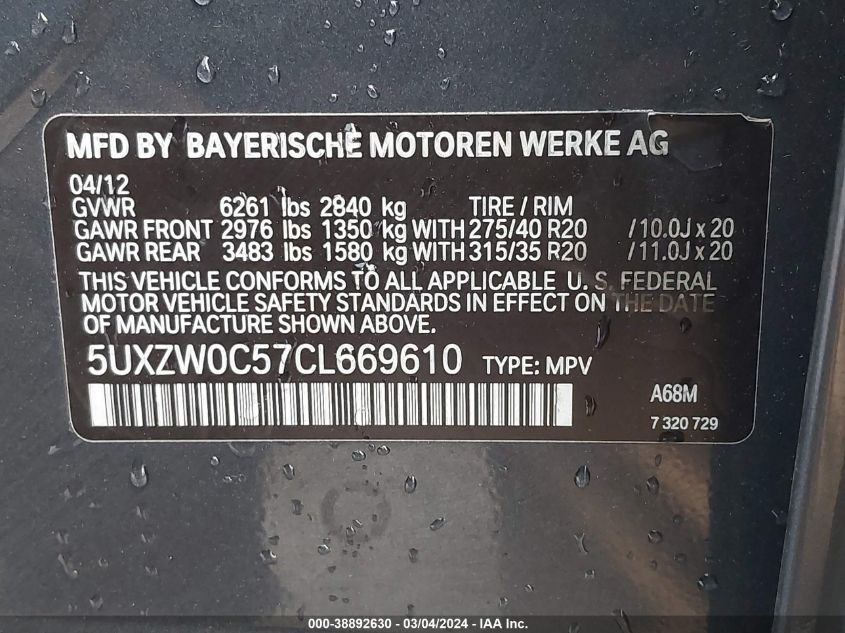 MFD BY BAYERISCHE MOTOREN WERKE AG
04/12
GVWR 6261 lbs 2840 kg TIRE / RIM
GAWR FRONT 2976 lbs 1350 kg WITH 275/40 R20 /10.0J x 20
GAWR REAR 3483 lbs 1580 kg WITH 315/35 R20 /11.0J x 20
THIS VEHICLE CONFORMS TO ALL APPLICABLE U. S. FEDERAL
MOTOR VEHICLE SAFETY STANDARDS IN EFFECT ON THE DATE
OF MANUFACTURE SHOWN ABOVE.
5UXZW0C57CL669610 TYPE: MPV
A68M
7 320 729
000-38892630 - 03/04/2024 - IAA Inc.